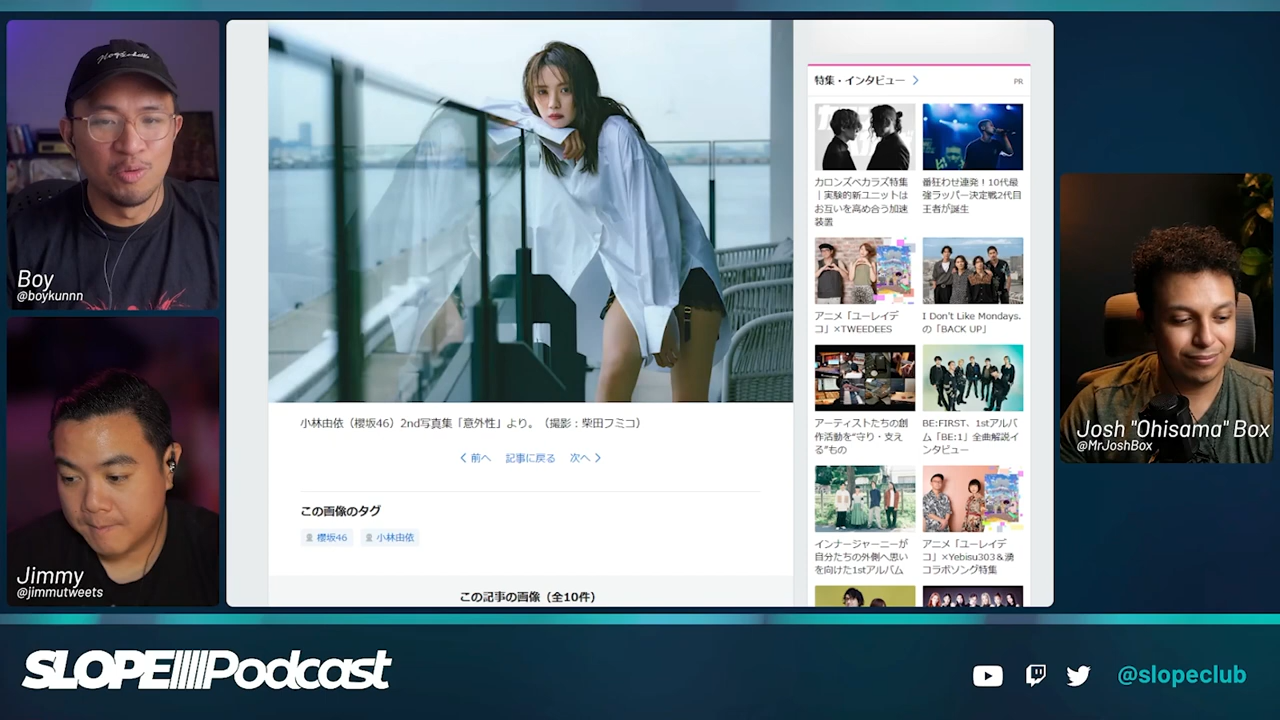 Boy
@boykunnn
Jimmy
@jimmutweets
小林由依（櫻坂46）2nd写真集「意外性」より。（撮影：柴田フミコ）
前へ
記事に戻る
次へ
この画像のタグ
櫻坂46
小林由依
この記事の画像（全10件）
特集・インタビュー
PR
カロンズベカラズ特集
｜実験的新ユニットは
お互いを高め合う加速
装置
番狂わせ連発！10代最
強ラッパー決定戦2代目
王者が誕生
アニメ「ユーレイデ
コ」×TWEEDEES
I Don't Like Mondays.
の「BACK UP」
アーティストたちの創
作活動を“守り・支え
る”もの
BE:FIRST、1stアルバ
ム「BE:1」全曲解説イ
ンタビュー
インナージャーニーが
自分たちの外側へ思い
を向けた1stアルバム
アニメ「ユーレイデ
コ」×Yebisu303＆湧
コラボソング特集
Josh "Ohisama" Box
@MrJoshBox
SLOPE Podcast
@slopeclub